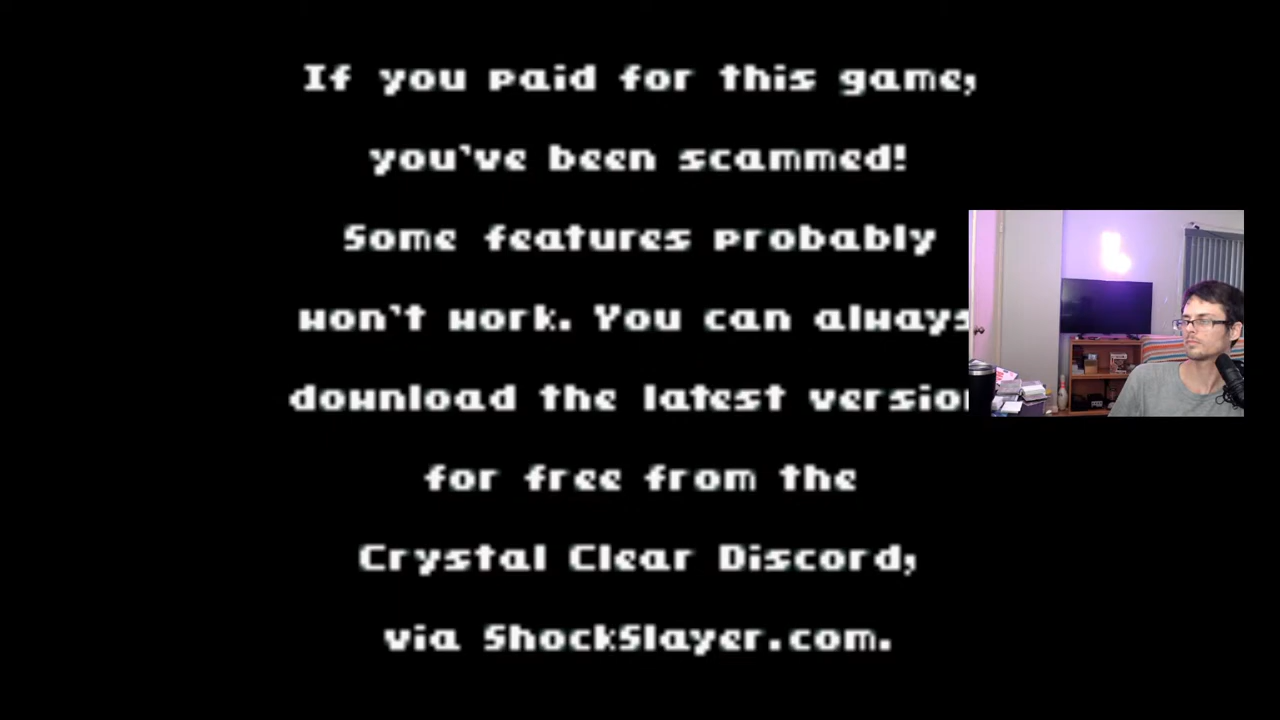 If you paid for this game,
you've been scammed!
Some features probably
won't work. You can always
download the latest version
for free from the
Crystal Clear Discord,
via ShockSlayer.com.